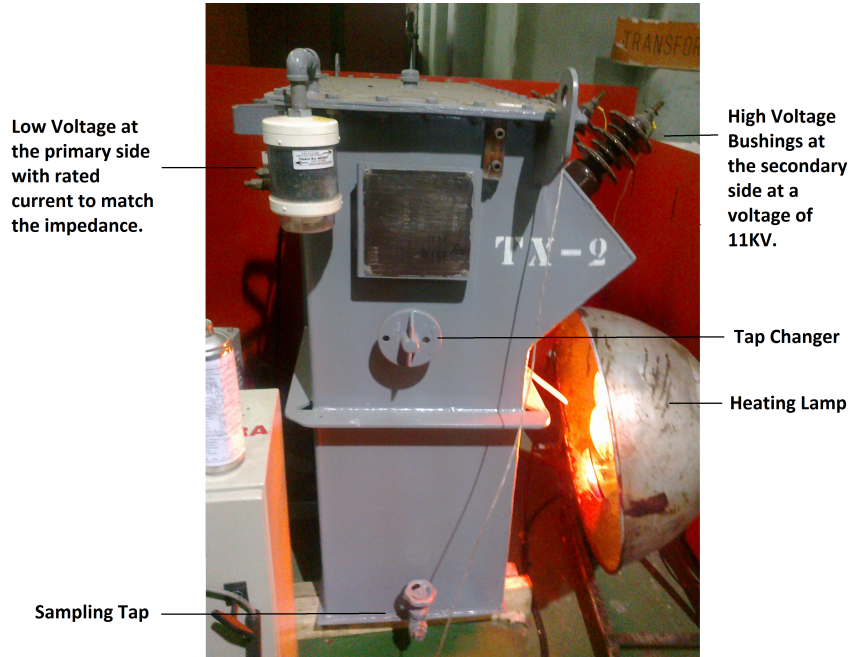 TRANSFOR
Low Voltage at
the primary side
with rated
current to match
the impedance.
High Voltage
Bushings at
the secondary
side at a
voltage of
11KV.
TX-2
Tap Changer
Heating Lamp
RA
Sampling Tap